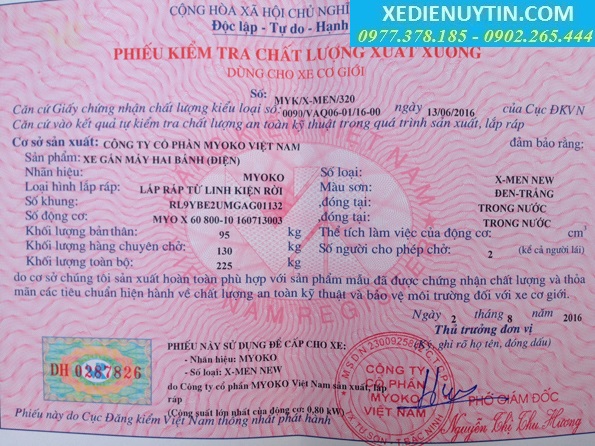 CỘNG HÒA XÃ HỘI CHỦ NGHĨ
Độc lập - Tự do - Hạnh
XEDIENUYTIN.COM
0977.378.185 - 0902.265.444
PHIẾU KIỂM TRA CHẤT LƯỢNG XUẤT XƯỞNG
DÙNG CHO XE CƠ GIỚI
Số: MYK/X-MEN/320
Căn cứ Giấy chứng nhận chất lượng kiểu loại số: 0090/VAQ06-01/16-00 ngày 13/06/2016 của Cục ĐKVN
Căn cứ vào kết quả tự kiểm tra chất lượng an toàn kỹ thuật trong quá trình sản xuất, lắp ráp
Cơ sở sản xuất: CÔNG TY CỔ PHẦN MYOKO VIỆT NAM đảm bảo rằng:
Sản phẩm: XE GẮN MÁY HAI BÁNH (ĐIỆN)
Nhãn hiệu: MYOKO Số loại: X-MEN NEW
Loại hình lắp ráp: LẮP RÁP TỪ LINH KIỆN RỜI Màu sơn: ĐEN-TRẮNG
Số khung: RL9YBE2UMGAG01132 ,đóng tại: TRONG NƯỚC
Số động cơ: MYO X 60 800-10 160713003 ,đóng tại: TRONG NƯỚC
Khối lượng bản thân: 95 kg Thể tích làm việc của động cơ: cm³
Khối lượng hàng chuyên chở: 130 kg Số người cho phép chở: 2 (kể cả người lái)
Khối lượng toàn bộ: 225 kg
do cơ sở chúng tôi sản xuất hoàn toàn phù hợp với sản phẩm mẫu đã được chứng nhận chất lượng và thỏa
mãn các tiêu chuẩn hiện hành về chất lượng an toàn kỹ thuật và bảo vệ môi trường đối với xe cơ giới.
Ngày 2 tháng 8 2016
Thủ trưởng đơn vị
(Ký, ghi rõ họ tên, đóng dấu)
PHIẾU NÀY SỬ DỤNG ĐỂ CẤP CHO XE:
- Nhãn hiệu: MYOKO
- Số loại: X-MEN NEW
DH 0287826
do Công ty cổ phần MYOKO Việt Nam sản xuất, lắp
ráp
(Công suất lớn nhất của động cơ: 0,80 kW)
CÔNG TY
CỔ PHẦN
MYOKO
VIỆT NAM
PHÓ GIÁM ĐỐC
Nguyễn Thị Thu Hương
Phiếu này do Cục Đăng kiểm Việt Nam thống nhất phát hành